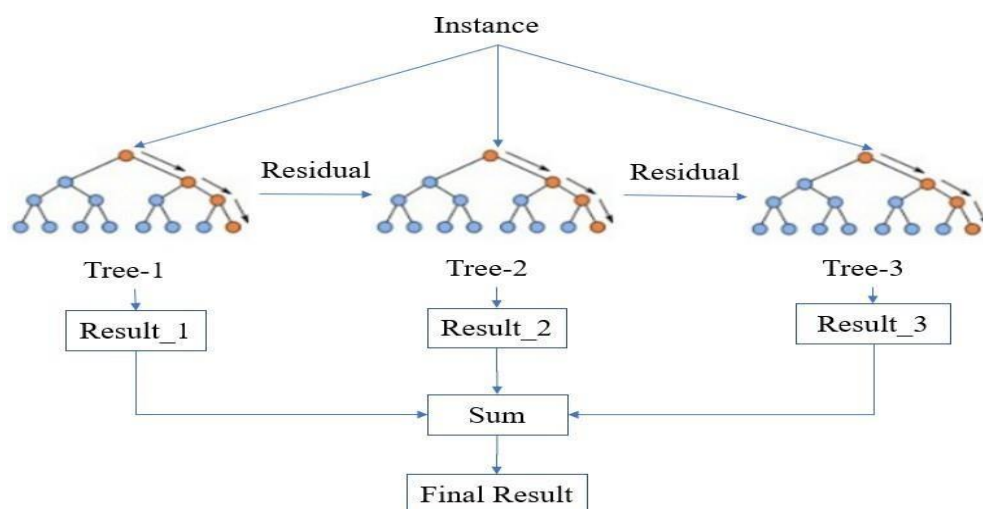 Instance
Residual
Residual
Tree-1
Tree-2
Tree-3
Result_1
Result_2
Result_3
Sum
Final Result